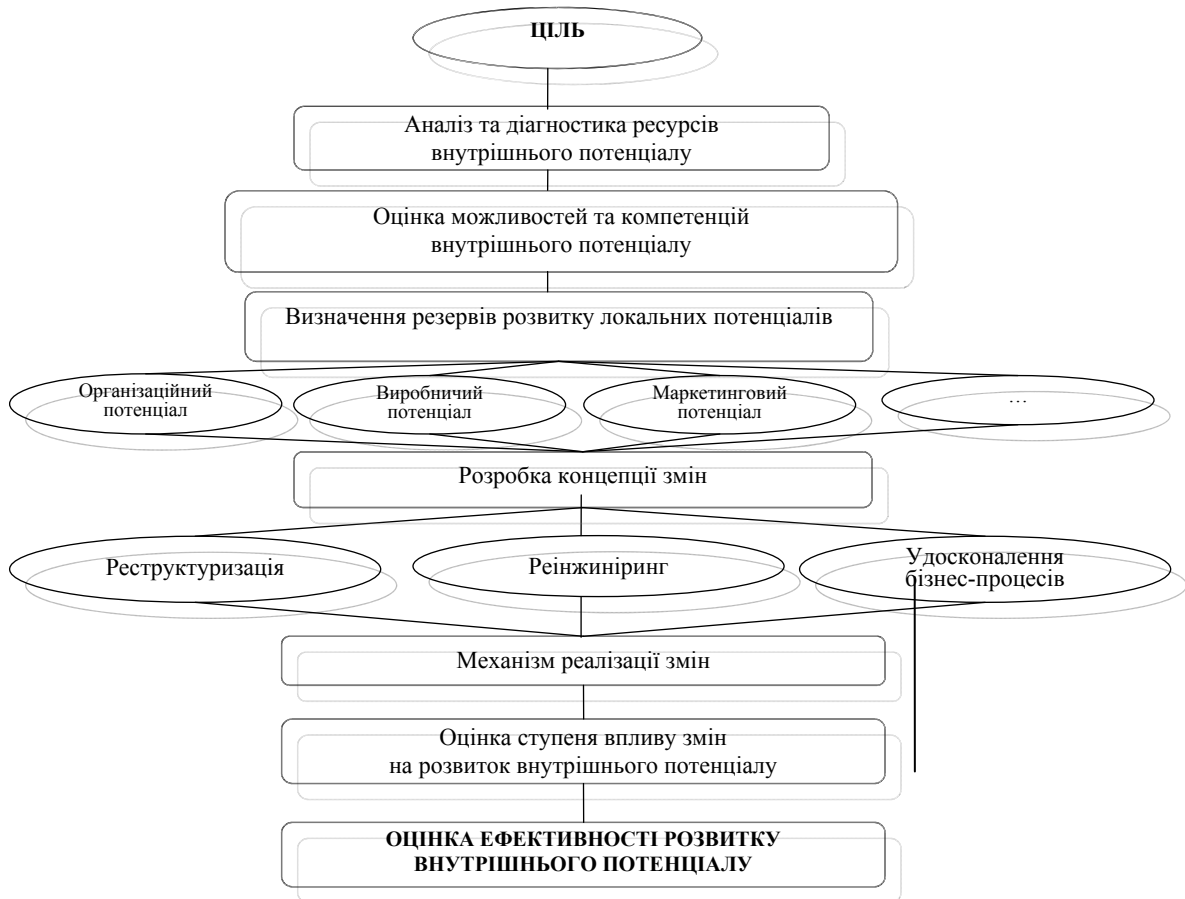 ЦІЛЬ
Аналіз та діагностика ресурсів
внутрішнього потенціалу
Оцінка можливостей та компетенцій
внутрішнього потенціалу
Визначення резервів розвитку локальних потенціалів
Організаційний
потенціал
Виробничий
потенціал
Маркетинговий
потенціал
…
Розробка концепції змін
Реструктуризація
Реінжиніринг
Удосконалення
бізнес-процесів
Механізм реалізації змін
Оцінка ступеня впливу змін
на розвиток внутрішнього потенціалу
ОЦІНКА ЕФЕКТИВНОСТІ РОЗВИТКУ
ВНУТРІШНЬОГО ПОТЕНЦІАЛУ